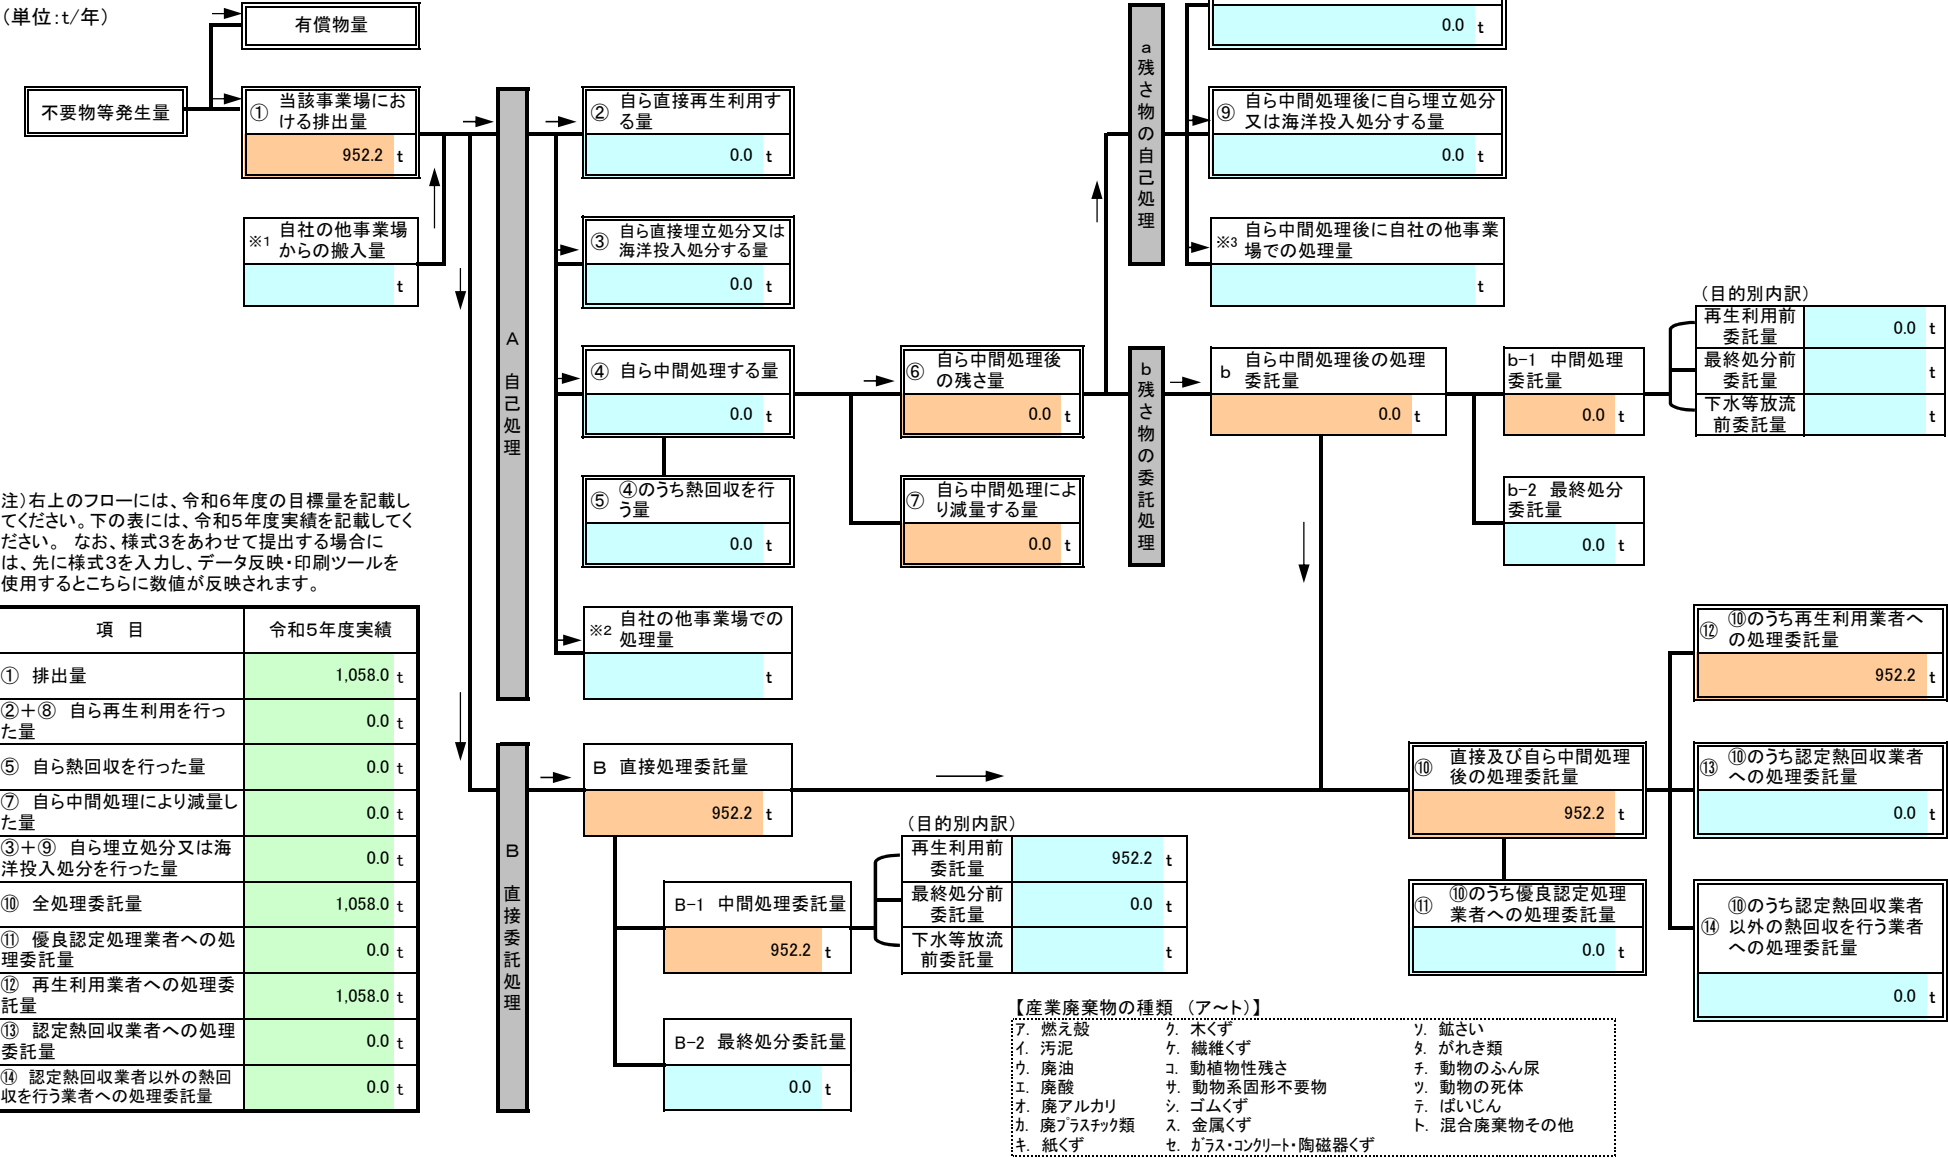 （単位：t/年）
有償物量
不要物等発生量
① 当該事業場にお
ける排出量
952.2 t
※1 自社の他事業場
からの搬入量
t
A 自己処理
② 自ら直接再生利用す
る量
0.0 t
③ 自ら直接埋立処分又は
海洋投入処分する量
0.0 t
④ 自ら中間処理する量
0.0 t
⑤ ④のうち熱回収を行
う量
0.0 t
※2 自社の他事業場での
処理量
t
⑥ 自ら中間処理後
の残さ量
0.0 t
⑦ 自ら中間処理によ
り減量する量
0.0 t
a残さ物の自己処理
0.0 t
⑨ 自ら中間処理後に自ら埋立処分
又は海洋投入処分する量
0.0 t
※3 自ら中間処理後に自社の他事業
場での処理量
t
b残さ物の委託処理
b 自ら中間処理後の処理
委託量
0.0 t
b-1 中間処理
委託量
0.0 t
b-2 最終処分
委託量
0.0 t
（目的別内訳）
再生利用前
委託量
0.0 t
最終処分前
委託量
t
下水等放流
前委託量
t
注）右上のフローには、令和6年度の目標量を記載し
てください。下の表には、令和5年度実績を記載してく
ださい。 なお、様式3をあわせて提出する場合に
は、先に様式3を入力し、データ反映・印刷ツールを
使用するとこちらに数値が反映されます。
項 目 令和5年度実績
① 排出量 1,058.0 t
②＋⑧ 自ら再生利用を行っ
た量 0.0 t
⑤ 自ら熱回収を行った量 0.0 t
⑦ 自ら中間処理により減量し
た量 0.0 t
③＋⑨ 自ら埋立処分又は海
洋投入処分を行った量 0.0 t
⑩ 全処理委託量 1,058.0 t
⑪ 優良認定処理業者への処
理委託量 0.0 t
⑫ 再生利用業者への処理委
託量 1,058.0 t
⑬ 認定熱回収業者への処理
委託量 0.0 t
⑭ 認定熱回収業者以外の熱回
収を行う業者への処理委託量 0.0 t
B 直接委託処理
B 直接処理委託量
952.2 t
B-1 中間処理委託量
952.2 t
B-2 最終処分委託量
0.0 t
（目的別内訳）
再生利用前
委託量
952.2 t
最終処分前
委託量
0.0 t
下水等放流
前委託量
t
⑩ 直接及び自ら中間処理
後の処理委託量
952.2 t
⑪ ⑩のうち優良認定処理
業者への処理委託量
0.0 t
⑫ ⑩のうち再生利用業者へ
の処理委託量
952.2 t
⑬ ⑩のうち認定熱回収業者
への処理委託量
0.0 t
⑭ ⑩のうち認定熱回収業者
以外の熱回収を行う業者
への処理委託量
0.0 t
【産業廃棄物の種類 （ア～ト）】
ア. 燃え殻 ク. 木くず ソ. 鉱さい
イ. 汚泥 ケ. 繊維くず タ. がれき類
ウ. 廃油 コ. 動植物性残さ チ. 動物のふん尿
エ. 廃酸 サ. 動物系固形不要物 ツ. 動物の死体
オ. 廃アルカリ シ. ゴムくず テ. ばいじん
カ. 廃プラスチック類 ス. 金属くず ト. 混合廃棄物その他
キ. 紙くず セ. ガラス・コンクリート・陶磁器くず